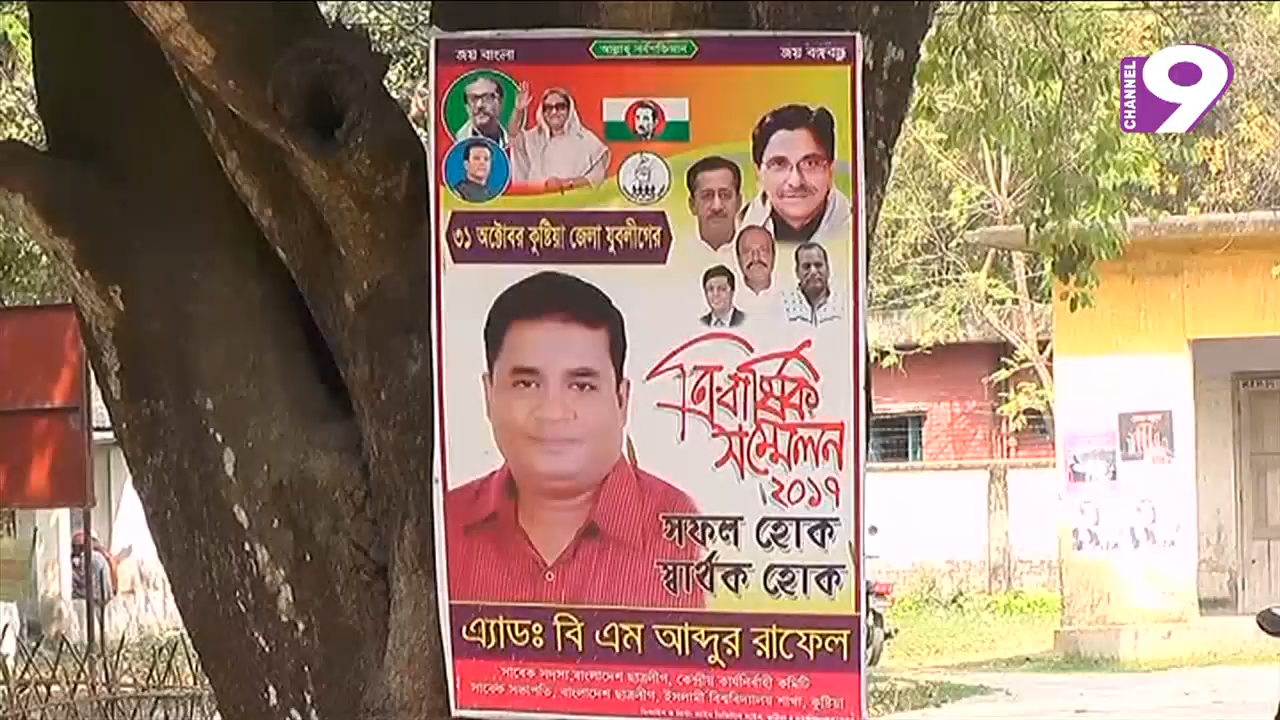 জয় বাংলা
আল্লাহ্ সর্বশক্তিমান
জয় বঙ্গবন্ধু
CHANNEL 9
৩১ অক্টোবর কুষ্টিয়া জেলা যুবলীগের
ত্রি-বার্ষিক
সম্মেলন
২০১৭
সফল হোক
স্বার্থক হোক
এ্যাডঃ বি এম আব্দুর রাফেল
সাবেক সদস্য, বাংলাদেশ ছাত্রলীগ, কেন্দ্রীয় কার্যনির্বাহী কমিটি
সাবেক সভাপতি, বাংলাদেশ ছাত্রলীগ, ইসলামী বিশ্ববিদ্যালয় শাখা, কুষ্টিয়া